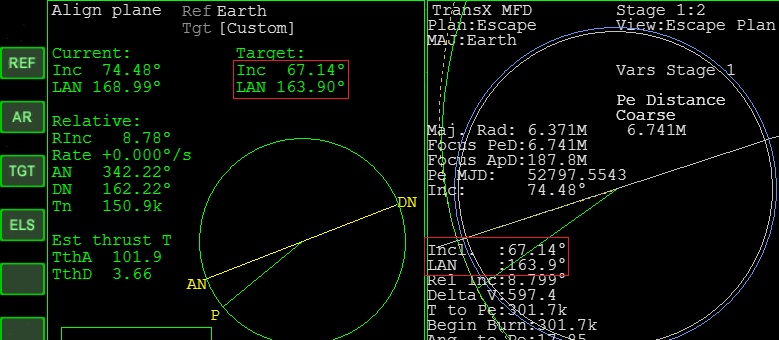 Align plane Ref Earth
Tgt [Custom]
Current: Target:
Inc 74.48° Inc 67.14°
LAN 168.99° LAN 163.90°
Relative:
RInc 8.78°
Rate +0.000°/s
AN 342.22°
DN 162.22°
Tn 150.9k
Est thrust T
TthA 101.9
TthD 3.66
DN
AN
P
REF
AR
TGT
ELS
TransX MFD Stage 1:2
Plan:Escape View:Escape Plan
MAJ:Earth
Vars Stage 1
Pe Distance
Coarse
Maj. Rad: 6.371M 6.741M
Focus PeD:6.741M
Focus ApD:187.8M
Pe MJD: 52797.5543
Inc: 74.48°
Incl. :67.14°
LAN :163.9°
Rel Inc:8.799°
Delta V:597.4
T to Pe:301.7k
Begin Burn:301.7k